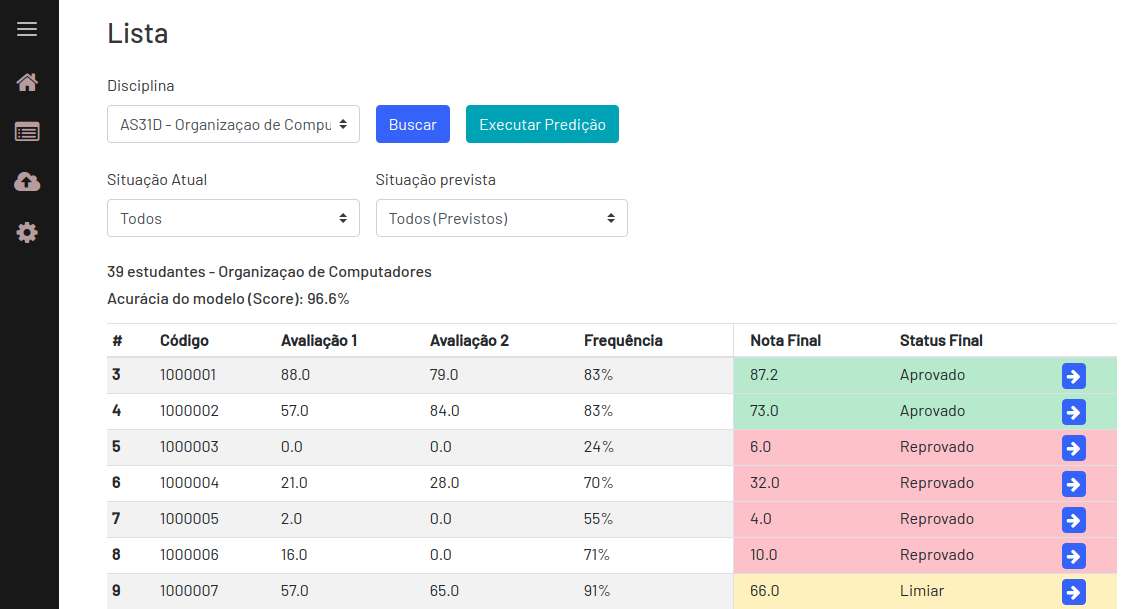 Lista
Disciplina
AS31D - Organizaçao de Compu
Buscar
Executar Predição
Situação Atual Situação prevista
Todos Todos (Previstos)
39 estudantes - Organizaçao de Computadores
Acurácia do modelo (Score): 96.6%
# Código Avaliação 1 Avaliação 2 Frequência Nota Final Status Final
3 1000001 88.0 79.0 83% 87.2 Aprovado
4 1000002 57.0 84.0 83% 73.0 Aprovado
5 1000003 0.0 0.0 24% 6.0 Reprovado
6 1000004 21.0 28.0 70% 32.0 Reprovado
7 1000005 2.0 0.0 55% 4.0 Reprovado
8 1000006 16.0 0.0 71% 10.0 Reprovado
9 1000007 57.0 65.0 91% 66.0 Limiar